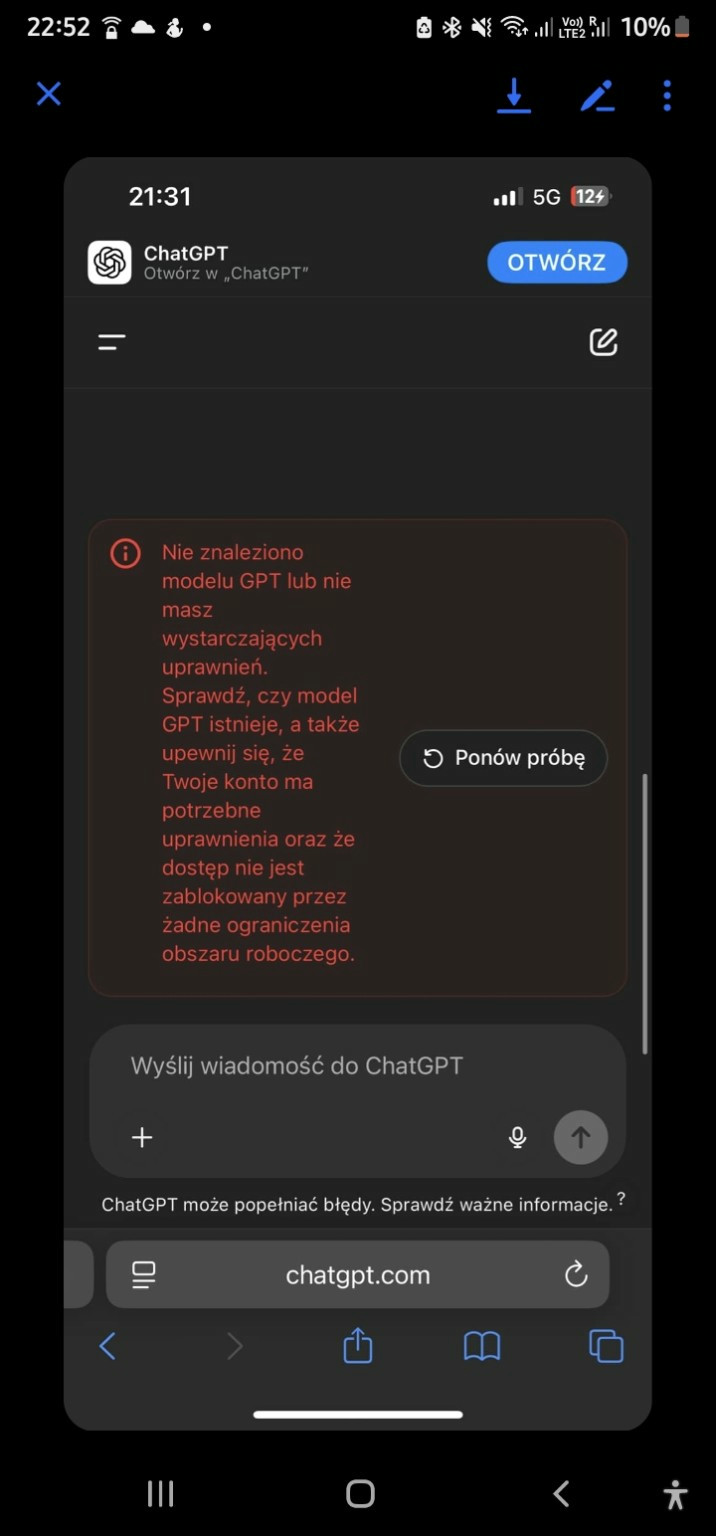 22:52
Vo))
LTE2
R
10%
21:31
5G
12
ChatGPT
Otwórz w „ChatGPT”
OTWÓRZ
Nie znaleziono
modelu GPT lub nie
masz
wystarczających
uprawnień.
Sprawdź, czy model
GPT istnieje, a także
upewnij się, że
Twoje konto ma
potrzebne
uprawnienia oraz że
dostęp nie jest
zablokowany przez
żadne ograniczenia
obszaru roboczego.
Ponów próbę
Wyślij wiadomość do ChatGPT
ChatGPT może popełniać błędy. Sprawdź ważne informacje. ?
chatgpt.com